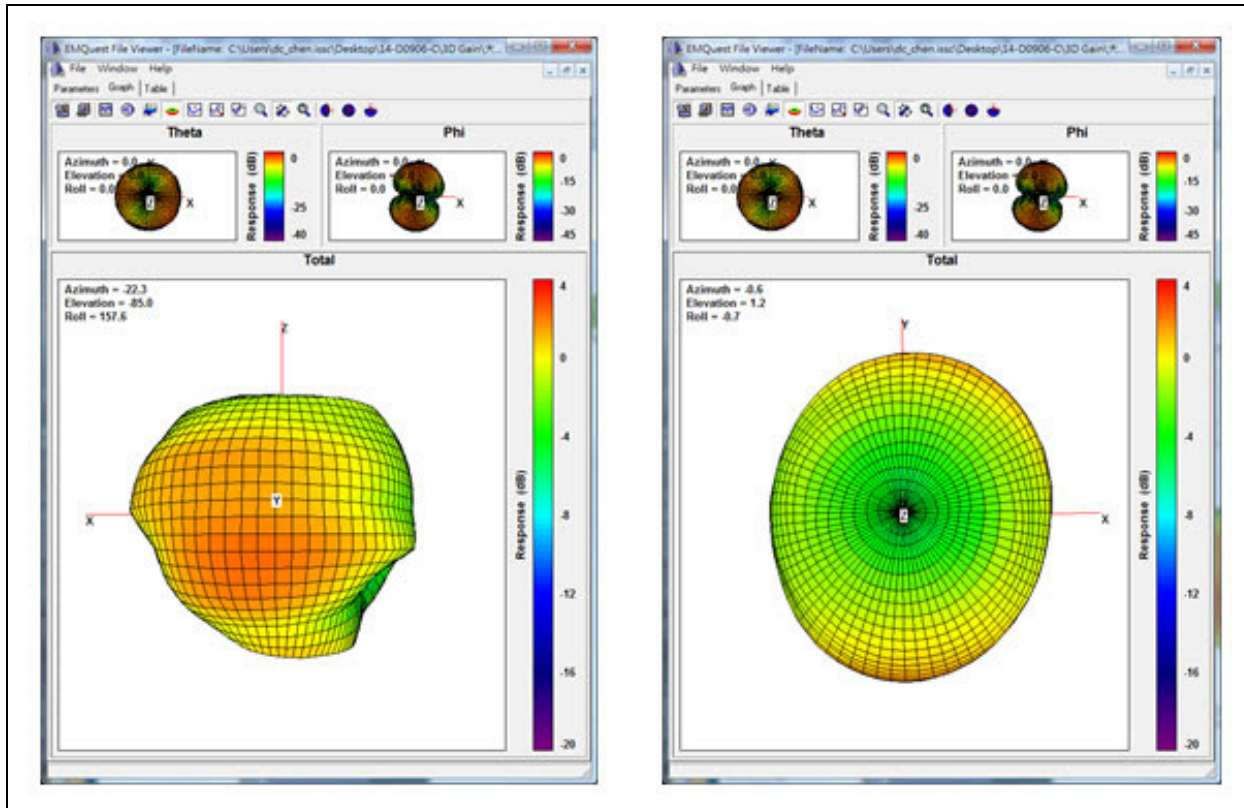 EMQuest File Viewer - [FileName: C:\Users\dc_chen.issc\Desktop\14-D0906-C\3D Gain\大
File Window Help
Parameters Graph Table
Theta
Azimuth = 0.0
Elevation =
Roll = 0.0
Z
X
Response (dB)
0
-25
-40
Phi
Azimuth = 0.0
Elevation =
Roll = 0.0
Z
X
Response (dB)
0
-15
-30
-45
Total
Azimuth = -22.3
Elevation = -85.0
Roll = 157.6
Z
Y
X
Response (dB)
4
0
-4
-8
-12
-16
-20
EMQuest File Viewer - [FileName: C:\Users\dc_chen.issc\Desktop\14-D0906-C\3D Gain\大
File Window Help
Parameters Graph Table
Theta
Azimuth = 0.0
Elevation =
Roll = 0.0
Z
X
Response (dB)
0
-25
-40
Phi
Azimuth = 0.0
Elevation =
Roll = 0.0
Z
X
Response (dB)
0
-15
-30
-45
Total
Azimuth = -0.6
Elevation = 1.2
Roll = -0.7
Y
Z
X
Response (dB)
4
0
-4
-8
-12
-16
-20